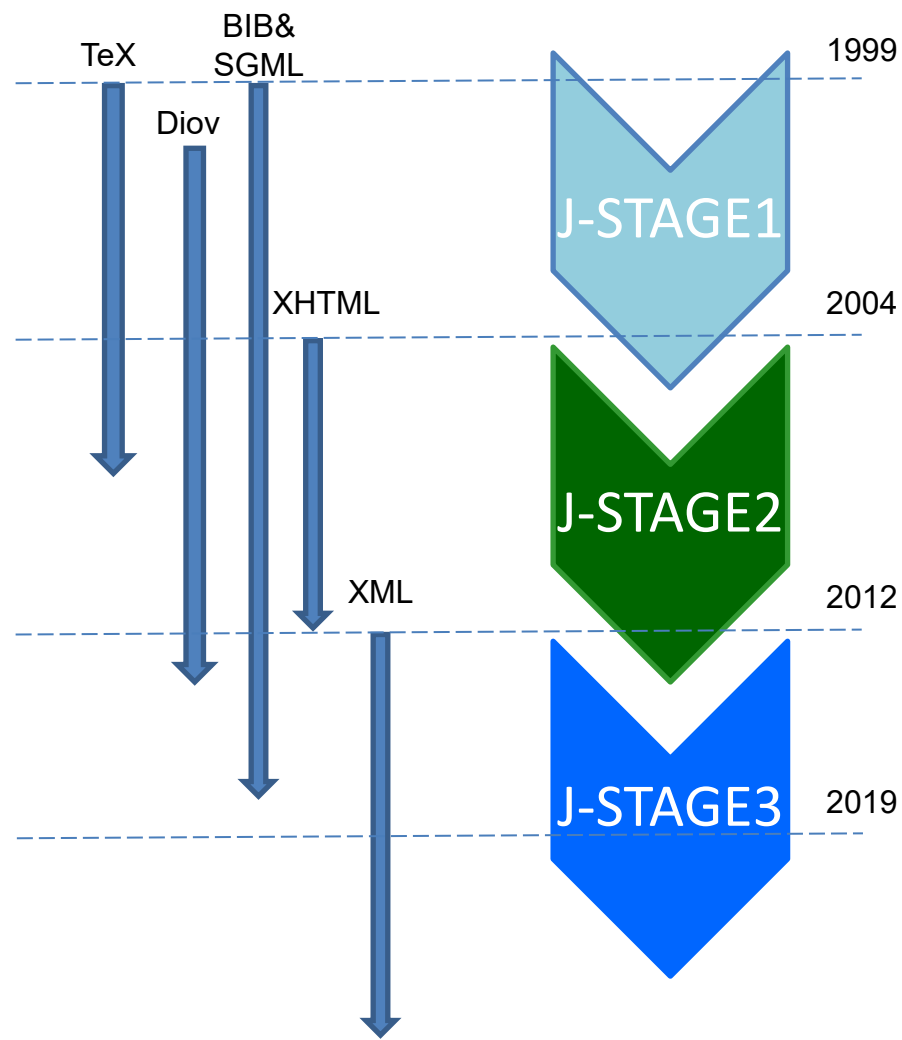 TeX
BIB&
SGML
1999
Diov
J-STAGE1
XHTML
2004
J-STAGE2
XML
2012
J-STAGE3
2019